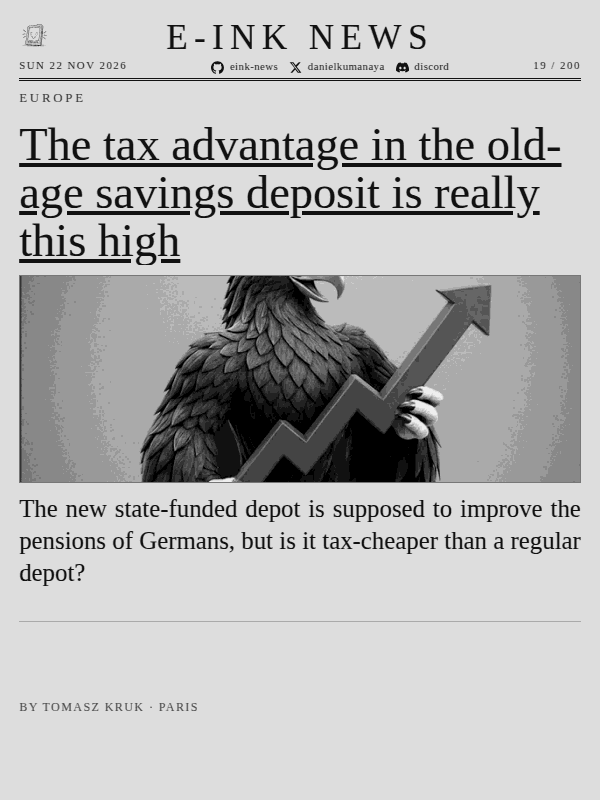 E-INK NEWS
SUN 22 NOV 2026
eink-news
danielkumanaya
discord
19 / 200
EUROPE
The tax advantage in the old-
age savings deposit is really
this high
The new state-funded depot is supposed to improve the
pensions of Germans, but is it tax-cheaper than a regular
depot?
BY TOMASZ KRUK · PARIS